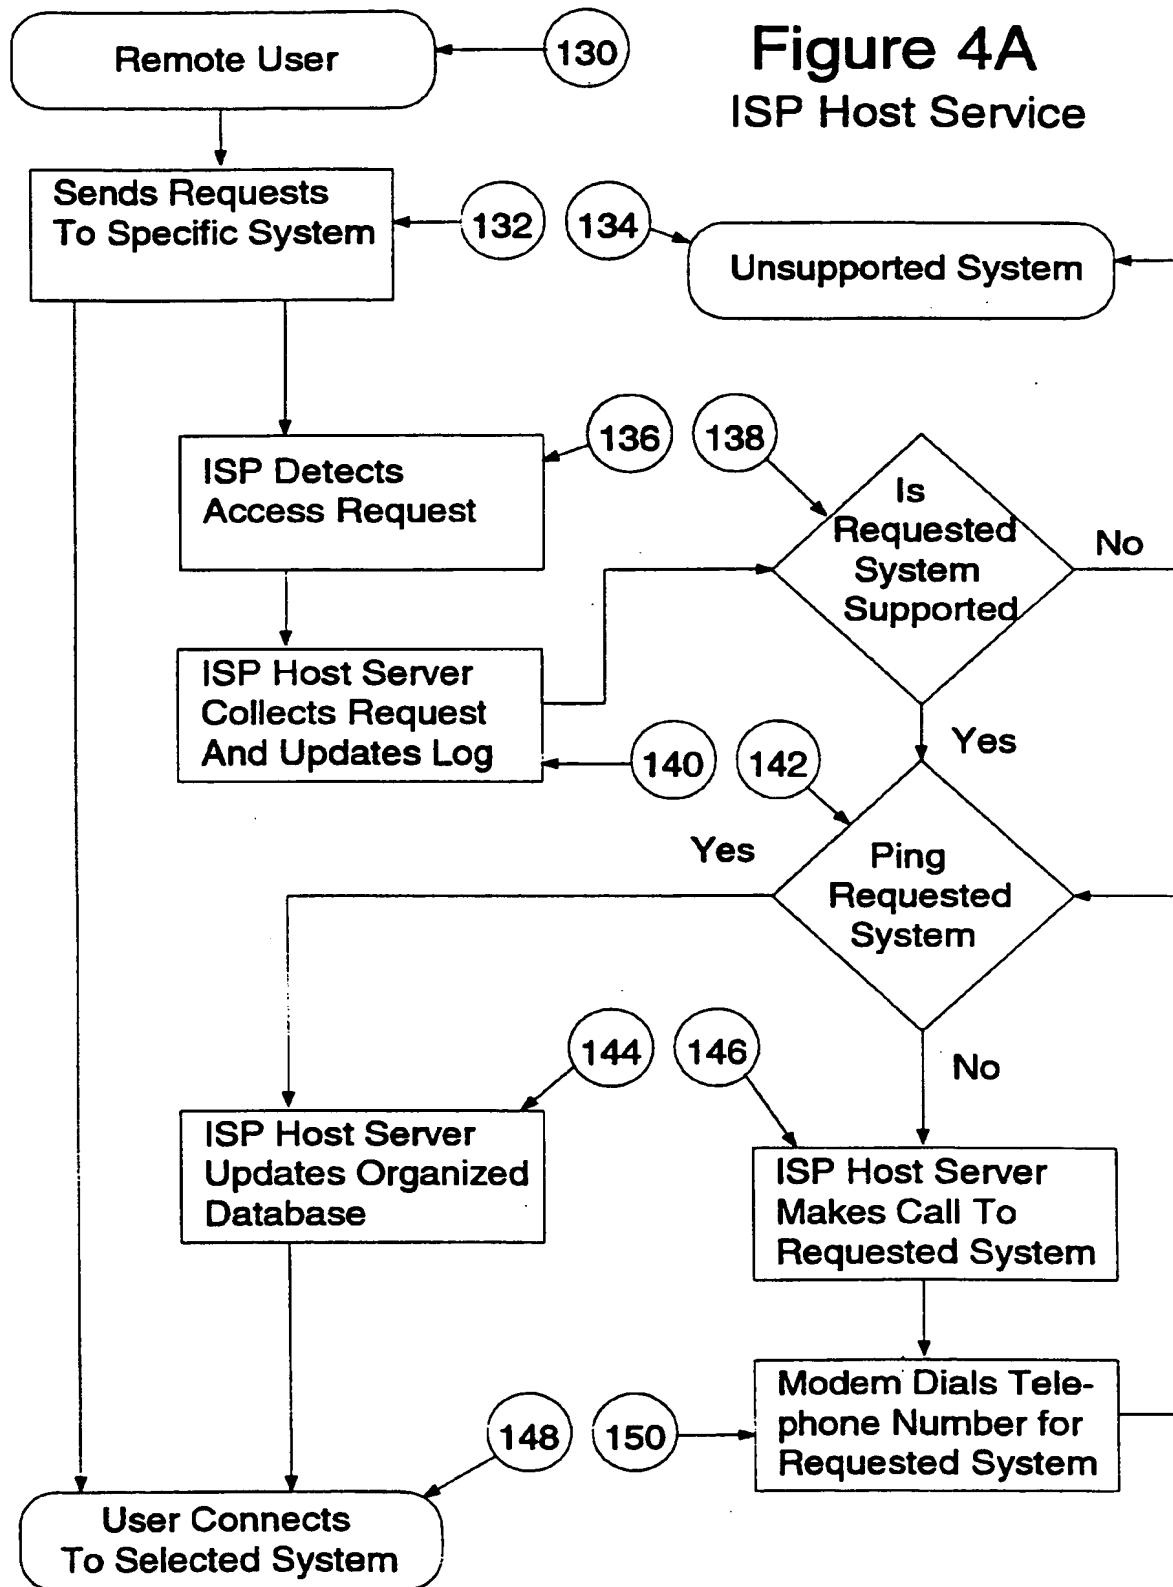 Remote User
130
Figure 4A
ISP Host Service
Sends Requests
To Specific System
132
134
Unsupported System
136
138
ISP Detects
Access Request
Is
Requested
System
Supported
No
ISP Host Server
Collects Request
And Updates Log
Yes
140
142
Yes
Ping
Requested
System
144
146
No
ISP Host Server
Updates Organized
Database
ISP Host Server
Makes Call To
Requested System
Modem Dials Tele-
phone Number for
Requested System
148
150
User Connects
To Selected System